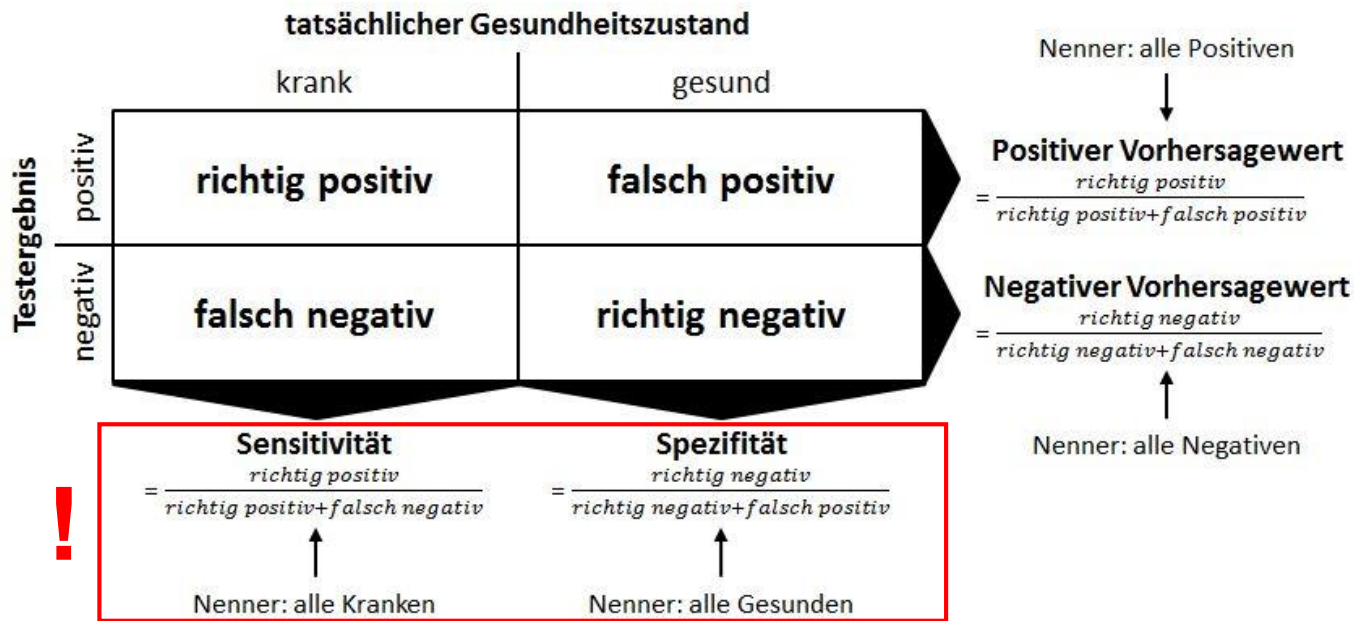 tatsächlicher Gesundheitszustand
krank
gesund
Testergebnis
positiv
negativ
richtig positiv
falsch positiv
falsch negativ
richtig negativ
Nenner: alle Positiven
Positiver Vorhersagewert
= richtig positiv
richtig positiv+falsch positiv
Negativer Vorhersagewert
= richtig negativ
richtig negativ+falsch negativ
Nenner: alle Negativen
!
Sensitivität
= richtig positiv
richtig positiv+falsch negativ
Nenner: alle Kranken
Spezifität
= richtig negativ
richtig negativ+falsch positiv
Nenner: alle Gesunden